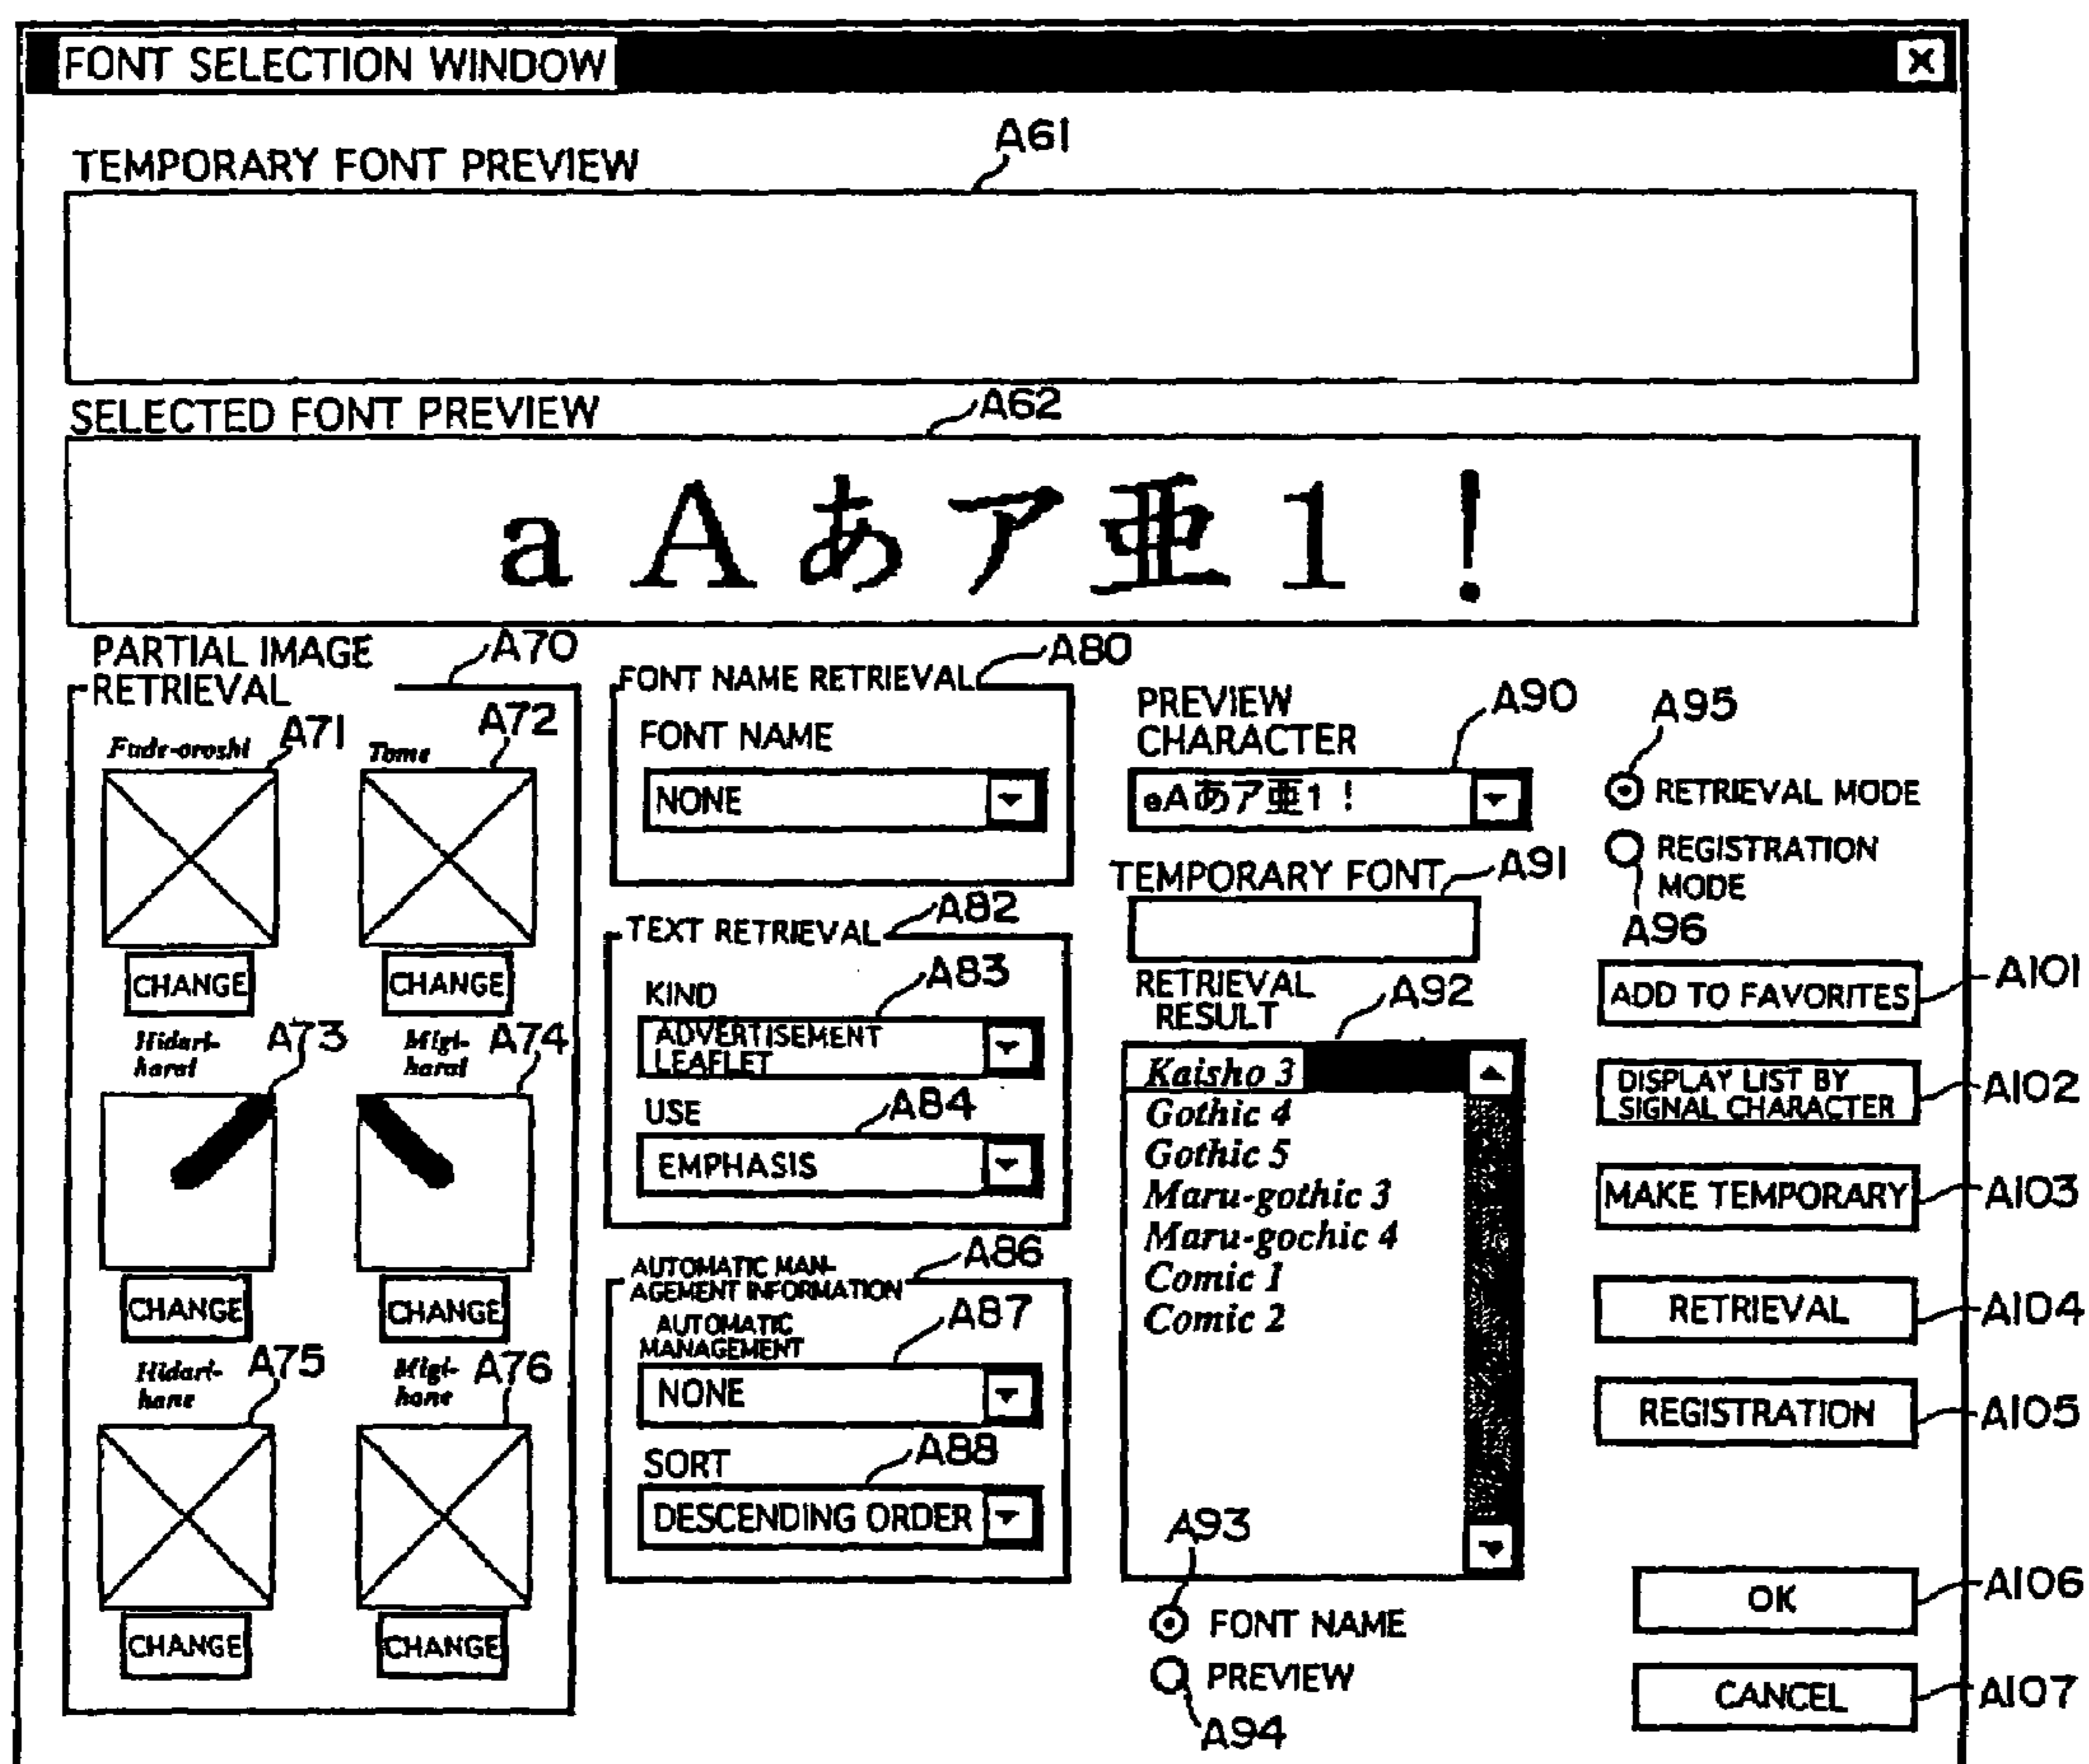 FONT SELECTION WINDOW
A61
TEMPORARY FONT PREVIEW
A62
SELECTED FONT PREVIEW
a A あ ア 亜 1 !
PARTIAL IMAGE
RETRIEVAL
A70
Fude-oroshi
A71
Tome
A72
CHANGE
CHANGE
Hidari-
harai
A73
Migi-
harai
A74
CHANGE
CHANGE
Hidari-
hane
A75
Migi-
hane
A76
CHANGE
CHANGE
FONT NAME RETRIEVAL
A80
FONT NAME
NONE
TEXT RETRIEVAL
A82
KIND
A83
ADVERTISEMENT
LEAFLET
USE
A84
EMPHASIS
AUTOMATIC MAN-
AGEMENT INFORMATION
A86
AUTOMATIC
MANAGEMENT
A87
NONE
SORT
A88
DESCENDING ORDER
PREVIEW
CHARACTER
A90
aAあア亜1!
TEMPORARY FONT
A91
RETRIEVAL
RESULT
A92
Kaisho 3
Gothic 4
Gothic 5
Maru-gothic 3
Maru-gochic 4
Comic 1
Comic 2
A93
FONT NAME
PREVIEW
A94
A95
RETRIEVAL MODE
REGISTRATION
MODE
A96
ADD TO FAVORITES
A101
DISPLAY LIST BY
SIGNAL CHARACTER
A102
MAKE TEMPORARY
A103
RETRIEVAL
A104
REGISTRATION
A105
OK
A106
CANCEL
A107